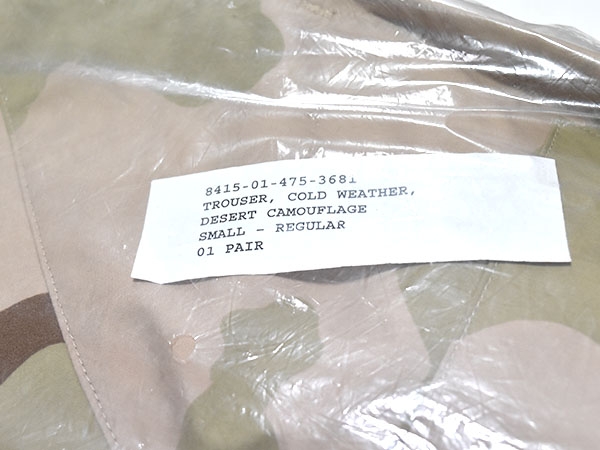 8415-01-475-3681
TROUSER, COLD WEATHER,
DESERT CAMOUFLAGE
SMALL - REGULAR
01 PAIR